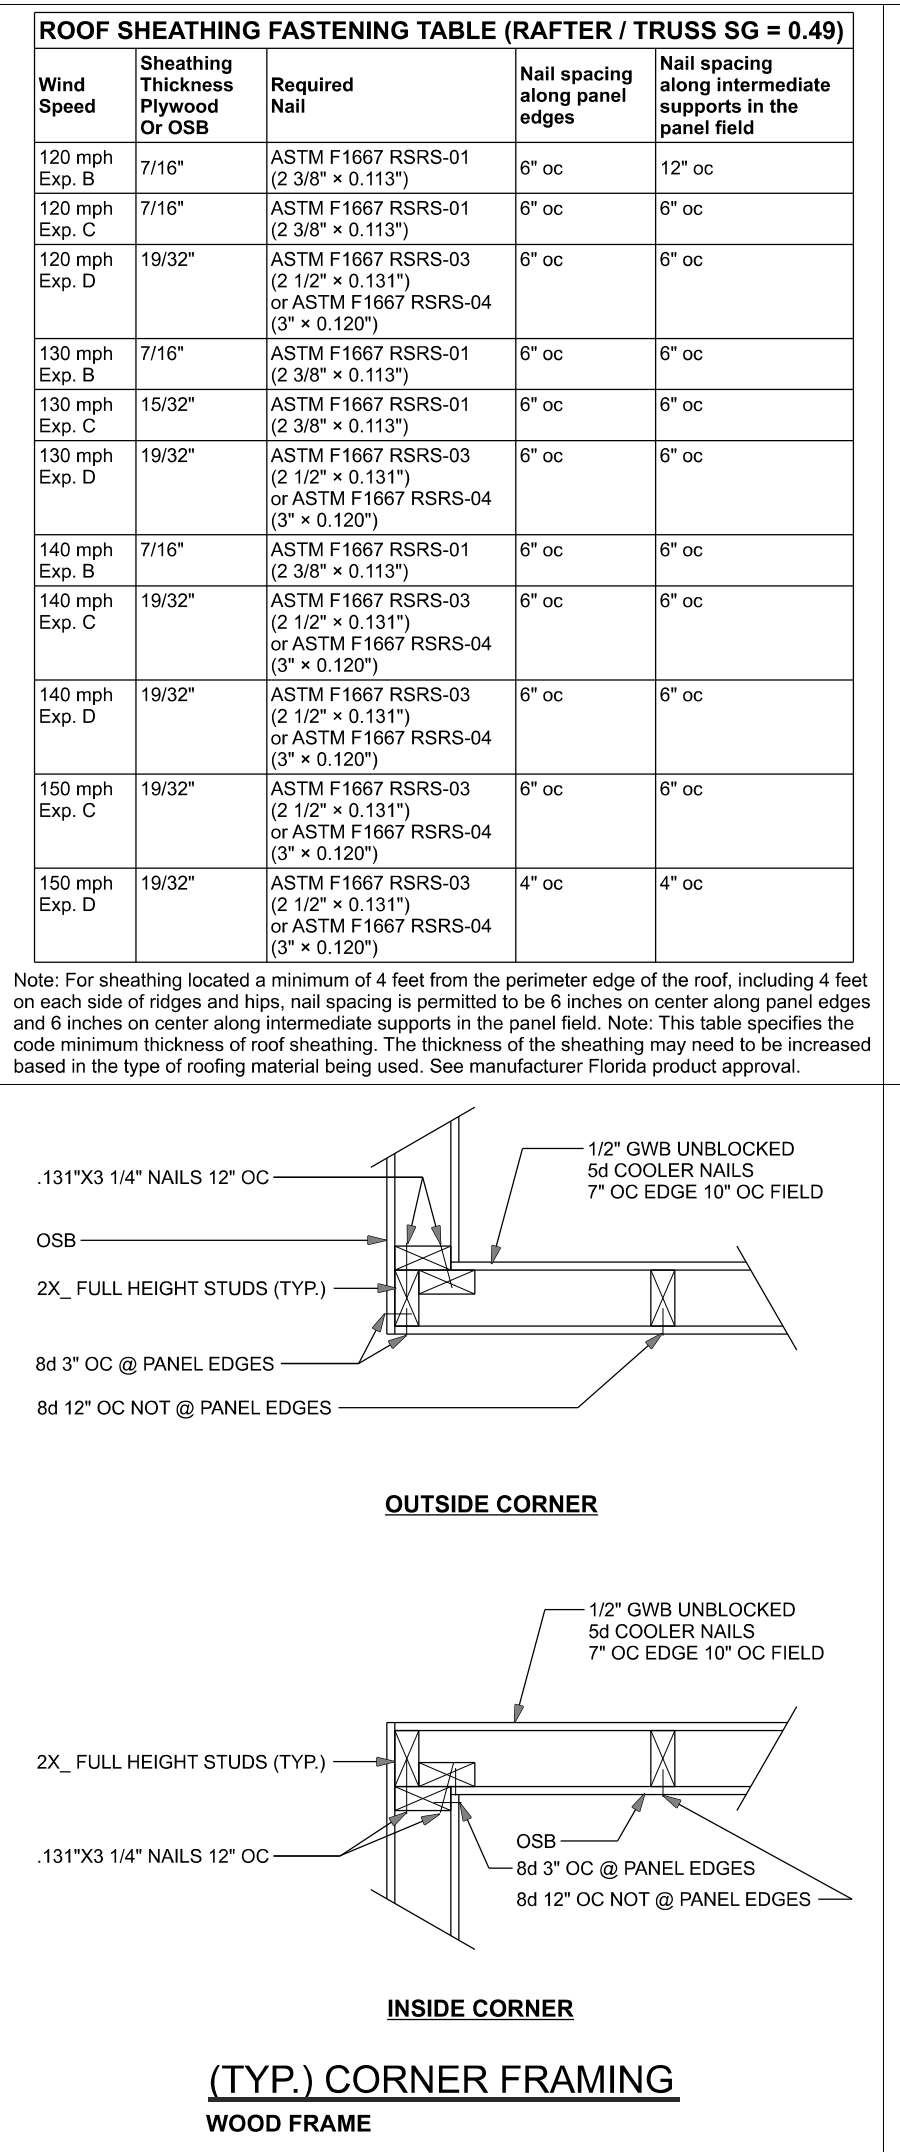 ROOF SHEATHING FASTENING TABLE (RAFTER / TRUSS SG = 0.49)
Wind
Speed
Sheathing
Thickness
Plywood
Or OSB
Required
Nail
Nail spacing
along panel
edges
Nail spacing
along intermediate
supports in the
panel field
120 mph
Exp. B
7/16"
ASTM F1667 RSRS-01
(2 3/8" × 0.113")
6" oc
12" oc
120 mph
Exp. C
7/16"
ASTM F1667 RSRS-01
(2 3/8" × 0.113")
6" oc
6" oc
120 mph
Exp. D
19/32"
ASTM F1667 RSRS-03
(2 1/2" × 0.131")
or ASTM F1667 RSRS-04
(3" × 0.120")
6" oc
6" oc
130 mph
Exp. B
7/16"
ASTM F1667 RSRS-01
(2 3/8" × 0.113")
6" oc
6" oc
130 mph
Exp. C
15/32"
ASTM F1667 RSRS-01
(2 3/8" × 0.113")
6" oc
6" oc
130 mph
Exp. D
19/32"
ASTM F1667 RSRS-03
(2 1/2" × 0.131")
or ASTM F1667 RSRS-04
(3" × 0.120")
6" oc
6" oc
140 mph
Exp. B
7/16"
ASTM F1667 RSRS-01
(2 3/8" × 0.113")
6" oc
6" oc
140 mph
Exp. C
19/32"
ASTM F1667 RSRS-03
(2 1/2" × 0.131")
or ASTM F1667 RSRS-04
(3" × 0.120")
6" oc
6" oc
140 mph
Exp. D
19/32"
ASTM F1667 RSRS-03
(2 1/2" × 0.131")
or ASTM F1667 RSRS-04
(3" × 0.120")
6" oc
6" oc
150 mph
Exp. C
19/32"
ASTM F1667 RSRS-03
(2 1/2" × 0.131")
or ASTM F1667 RSRS-04
(3" × 0.120")
6" oc
6" oc
150 mph
Exp. D
19/32"
ASTM F1667 RSRS-03
(2 1/2" × 0.131")
or ASTM F1667 RSRS-04
(3" × 0.120")
4" oc
4" oc
Note: For sheathing located a minimum of 4 feet from the perimeter edge of the roof, including 4 feet
on each side of ridges and hips, nail spacing is permitted to be 6 inches on center along panel edges
and 6 inches on center along intermediate supports in the panel field. Note: This table specifies the
code minimum thickness of roof sheathing. The thickness of the sheathing may need to be increased
based in the type of roofing material being used. See manufacturer Florida product approval.
1/2" GWB UNBLOCKED
5d COOLER NAILS
7" OC EDGE 10" OC FIELD
.131"X3 1/4" NAILS 12" OC
OSB
2X_ FULL HEIGHT STUDS (TYP.)
8d 3" OC @ PANEL EDGES
8d 12" OC NOT @ PANEL EDGES
OUTSIDE CORNER
1/2" GWB UNBLOCKED
5d COOLER NAILS
7" OC EDGE 10" OC FIELD
2X_ FULL HEIGHT STUDS (TYP.)
.131"X3 1/4" NAILS 12" OC
OSB
8d 3" OC @ PANEL EDGES
8d 12" OC NOT @ PANEL EDGES
INSIDE CORNER
(TYP.) CORNER FRAMING
WOOD FRAME